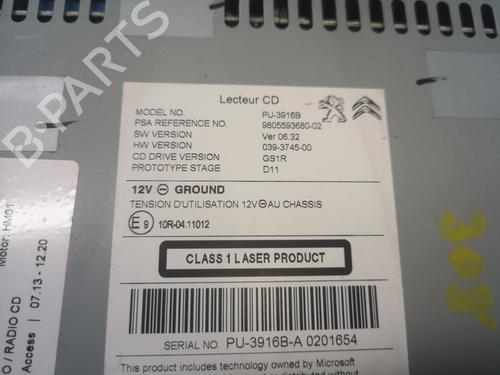 B-PARTS
Lecteur CD
MODEL NO. PU-3916B
PSA REFERENCE NO. 9805593680-02
SW VERSION Ver 06.32
HW VERSION 039-3745-00
CD DRIVE VERSION GS1R
PROTOTYPE STAGE D11
12V ⊖ GROUND
TENSION D'UTILISATION 12V⊖AU CHASSIS
E9 10R-04.11012
CLASS 1 LASER PRODUCT
SERIAL NO. PU-3916B-A 0201654
This product includes technology owned by Microsoft
Motor: HM01
Access | 07.13 - 12.20
O / RADIO CD
308